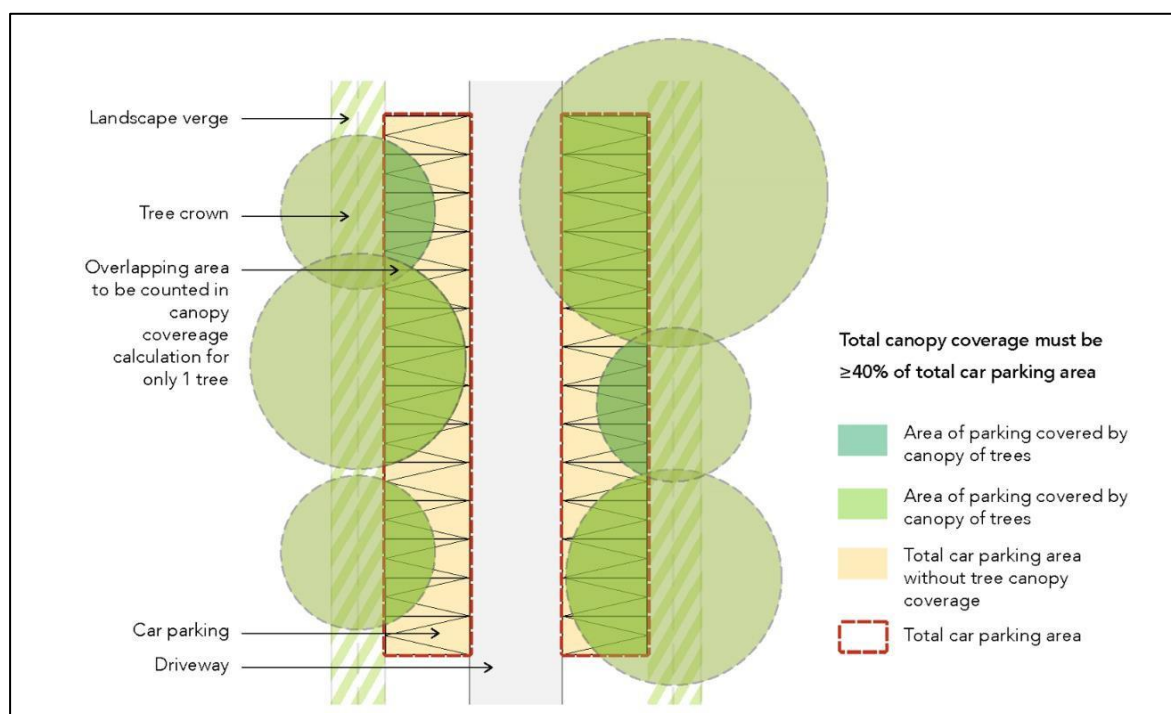 Landscape verge
Tree crown
Overlapping area
to be counted in
canopy
covereage
calculation for
only 1 tree
Car parking
Driveway
Total canopy coverage must be
≥40% of total car parking area
Area of parking covered by
canopy of trees
Area of parking covered by
canopy of trees
Total car parking area
without tree canopy
coverage
Total car parking area